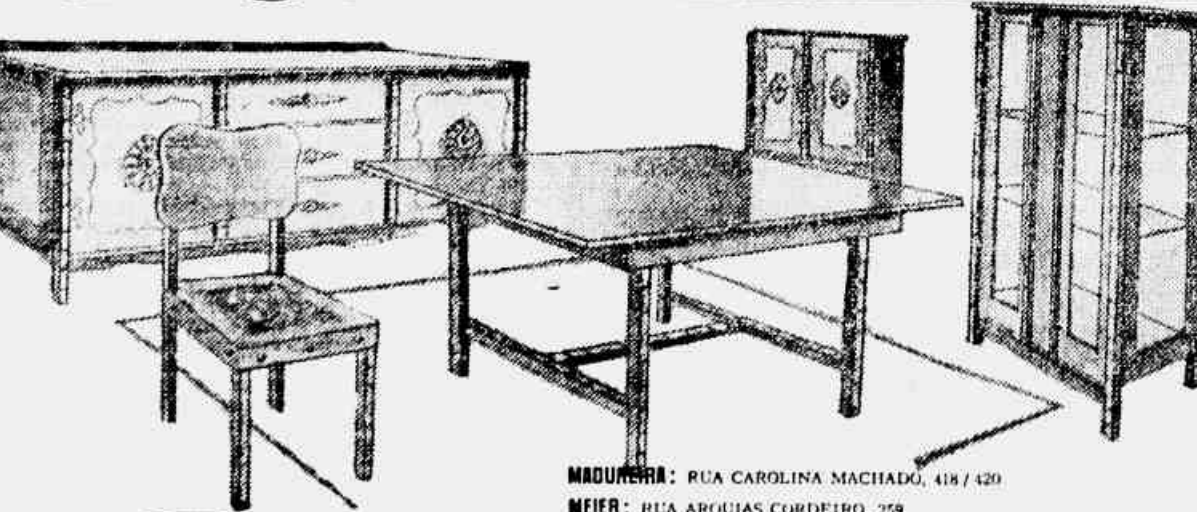 MADUREIRA: RUA CAROLINA MACHADO, 418 / 420
MEIER: RUA ARQUIAS CORDEIRO, 259